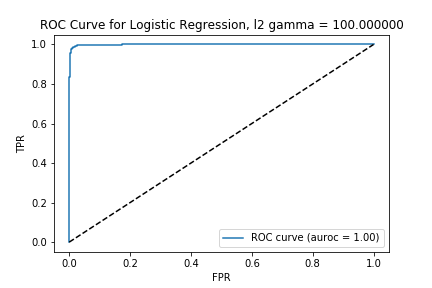 ROC Curve for Logistic Regression, l2 gamma = 100.000000
TPR
1.0
0.8
0.6
0.4
0.2
0.0
ROC curve (auroc = 1.00)
0.0 0.2 0.4 0.6 0.8 1.0
FPR